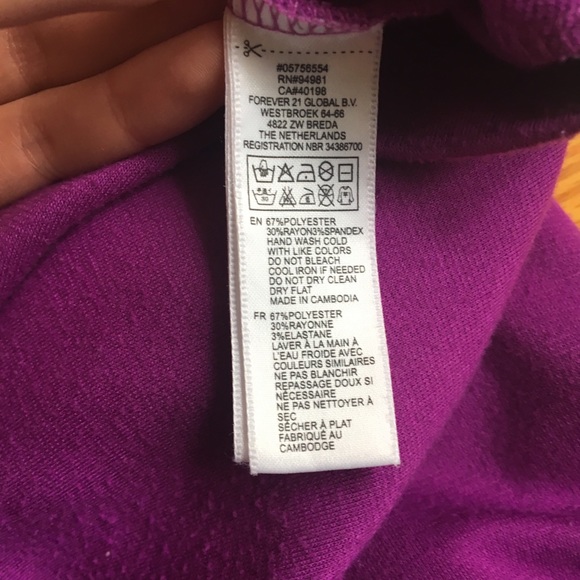 #05756554
RN#94981
CA#40198
FOREVER 21 GLOBAL B.V.
WESTBROEK 64-66
4822 ZW BREDA
THE NETHERLANDS
REGISTRATION NBR 34386700
30
EN 67%POLYESTER
30%RAYON3%SPANDEX
HAND WASH COLD
WITH LIKE COLORS
DO NOT BLEACH
COOL IRON IF NEEDED
DO NOT DRY CLEAN
DRY FLAT
MADE IN CAMBODIA
FR 67%POLYESTER
30%RAYONNE
3%ELASTANE
LAVER À LA MAIN À
L'EAU FROIDE AVEC
COULEURS SIMILAIRES
NE PAS BLANCHIR
REPASSAGE DOUX SI
NÉCESSAIRE
NE PAS NETTOYER À
SEC
SÉCHER À PLAT
FABRIQUÉ AU
CAMBODGE